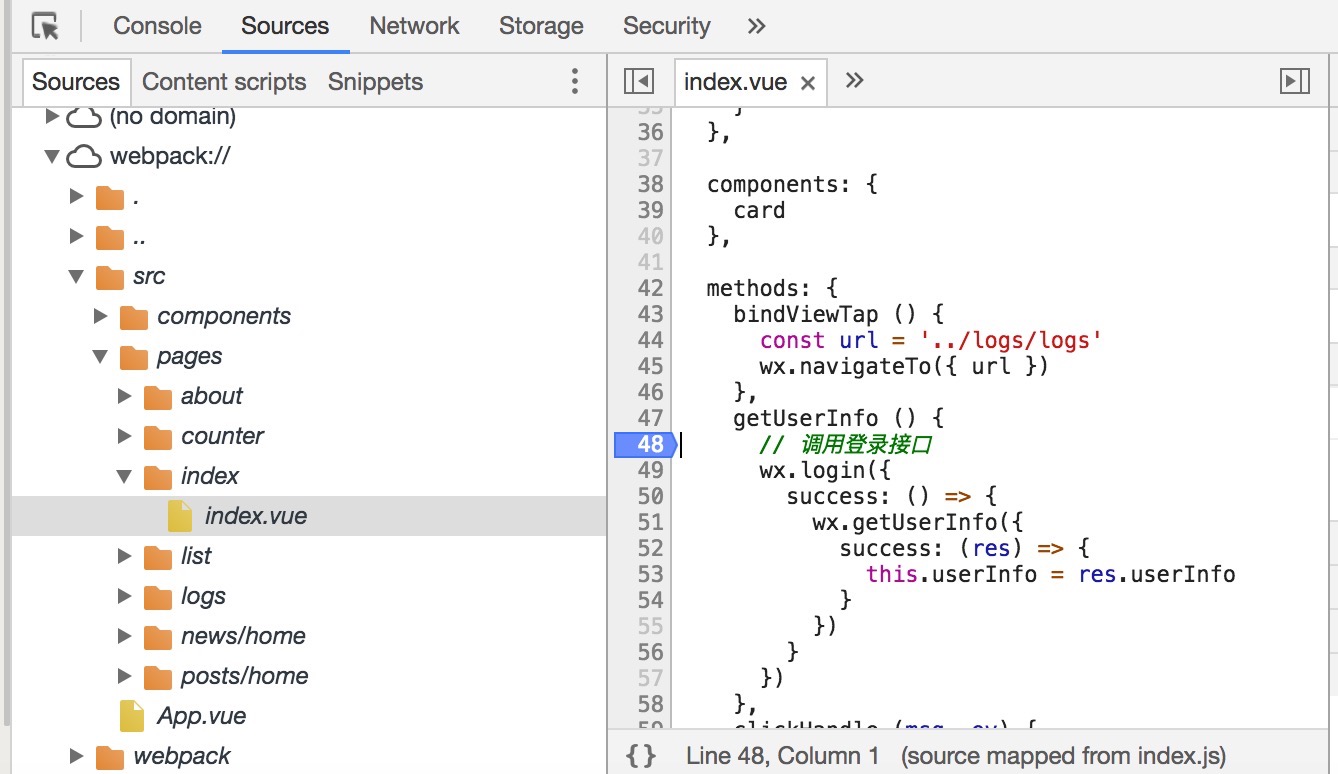 Console Sources Network Storage Security »
Sources Content scripts Snippets
index.vue × »
(no domain)
webpack://
.
..
src
components
pages
about
counter
index
index.vue
list
logs
news/home
posts/home
App.vue
webpack
35 }
36 },
37
38 components: {
39 card
40 },
41
42 methods: {
43 bindViewTap () {
44 const url = '../logs/logs'
45 wx.navigateTo({ url })
46 },
47 getUserInfo () {
48 // 调用登录接口
49 wx.login({
50 success: () => {
51 wx.getUserInfo({
52 success: (res) => {
53 this.userInfo = res.userInfo
54 }
55 })
56 }
57 })
58 },
59 clickHandle (msg, ev) {
{} Line 48, Column 1 (source mapped from index.js)